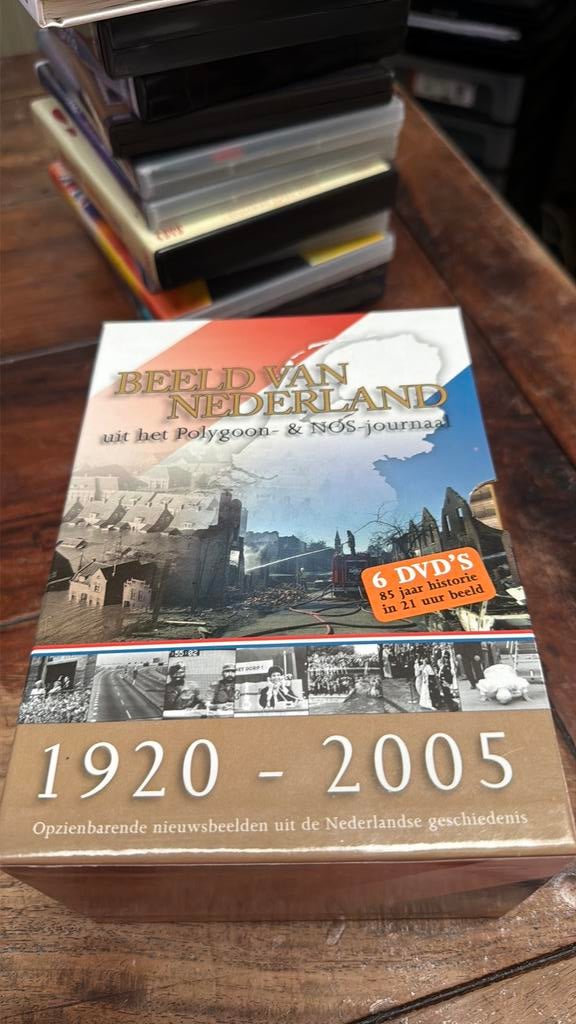 BEELD VAN
NEDERLAND
uit het Polygoon- & NOS-journaal
6 DVD'S
85 jaar historie
in 21 uur beeld
1920 - 2005
Opzienbarende nieuwsbeelden uit de Nederlandse geschiedenis